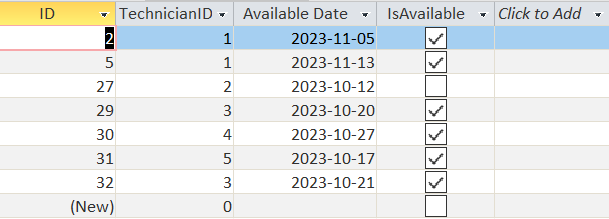 ID TechnicianID Available Date IsAvailable Click to Add
2 1 2023-11-05
5 1 2023-11-13
27 2 2023-10-12
29 3 2023-10-20
30 4 2023-10-27
31 5 2023-10-17
32 3 2023-10-21
(New) 0